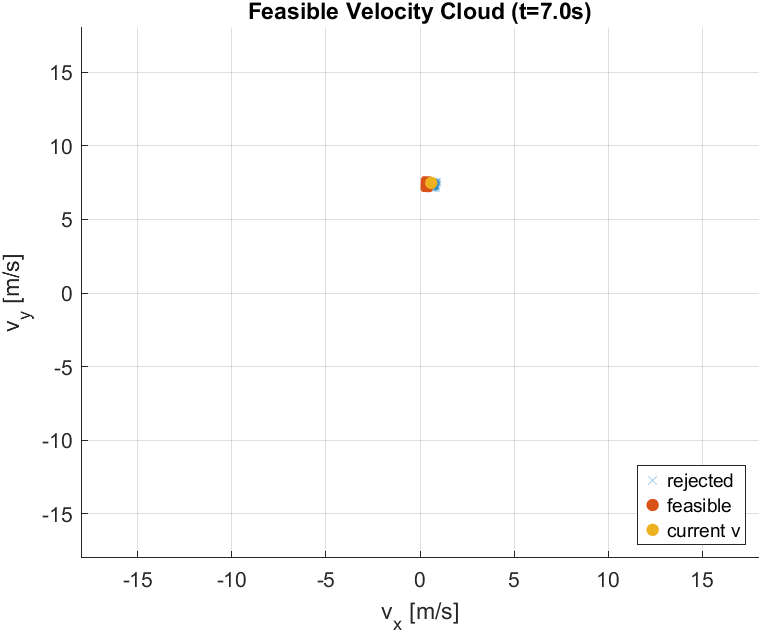 Feasible Velocity Cloud (t=7.0s)
v_y [m/s]
15
10
5
0
-5
-10
-15
-15
-10
-5
0
5
10
15
v_x [m/s]
rejected
feasible
current v